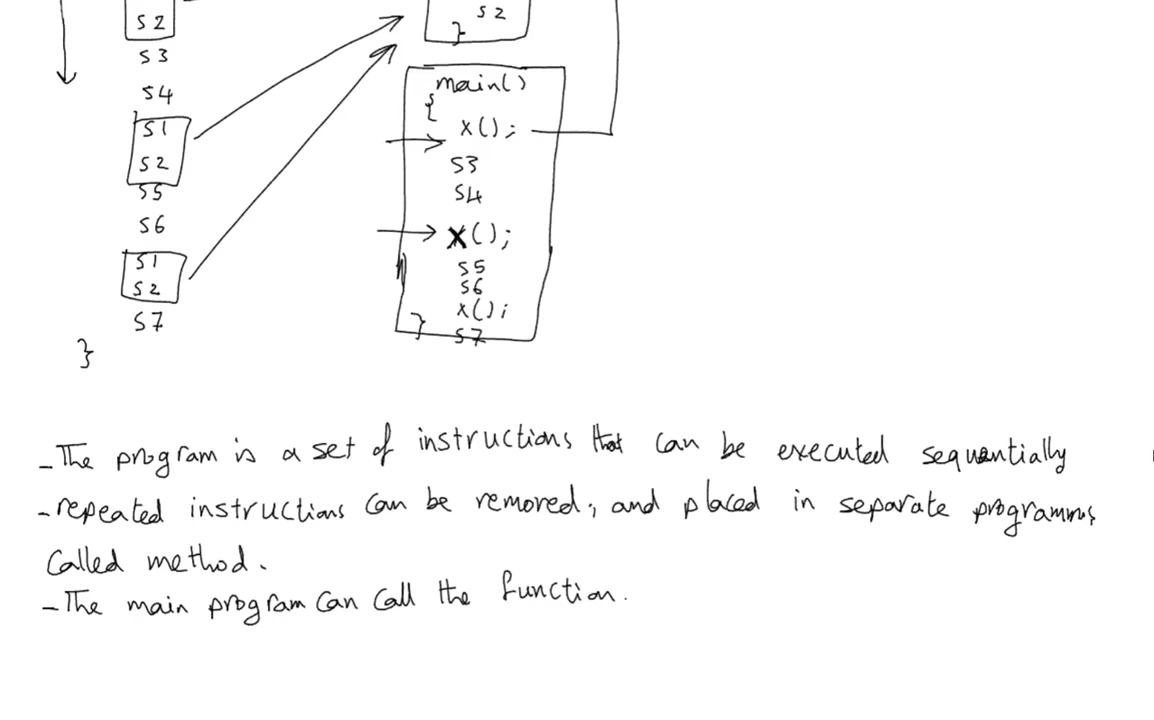 S2
S3
S4
S1
S2
S5
S6
S1
S2
S7
}
S2
}
main()
{
x();
S3
S4
X();
S5
S6
x();
} S7
- The program is a set of instructions that can be executed sequentially
- repeated instructions can be removed, and placed in separate programms
Called method.
- The main program can call the function.